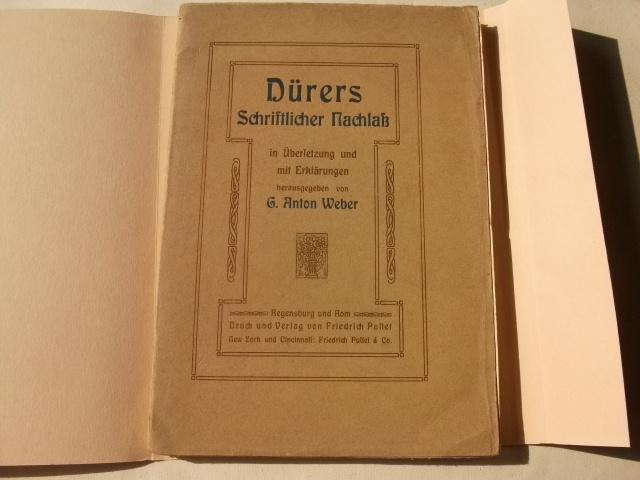 Dürers
Schriftlicher Nachlaß
in Überſetzung und
mit Erklärungen
herausgegeben von
G. Anton Weber
Regensburg und Rom
Druck und Verlag von Friedrich Puſtet
New York und Cincinnati: Friedrich Puſtet & Co.